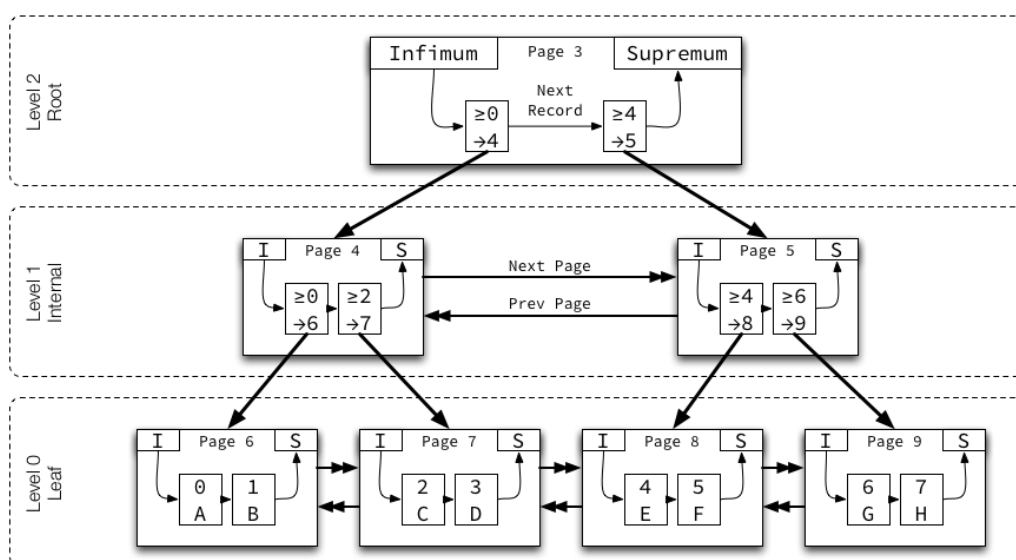 Level 2
Root
Infimum
Page 3
Supremum
Next
Record
≥0
→4
≥4
→5
Level 1
Internal
I
Page 4
S
≥0
→6
≥2
→7
Next Page
Prev Page
I
Page 5
S
≥4
→8
≥6
→9
Level 0
Leaf
I
Page 6
S
0
A
1
B
I
Page 7
S
2
C
3
D
I
Page 8
S
4
E
5
F
I
Page 9
S
6
G
7
H